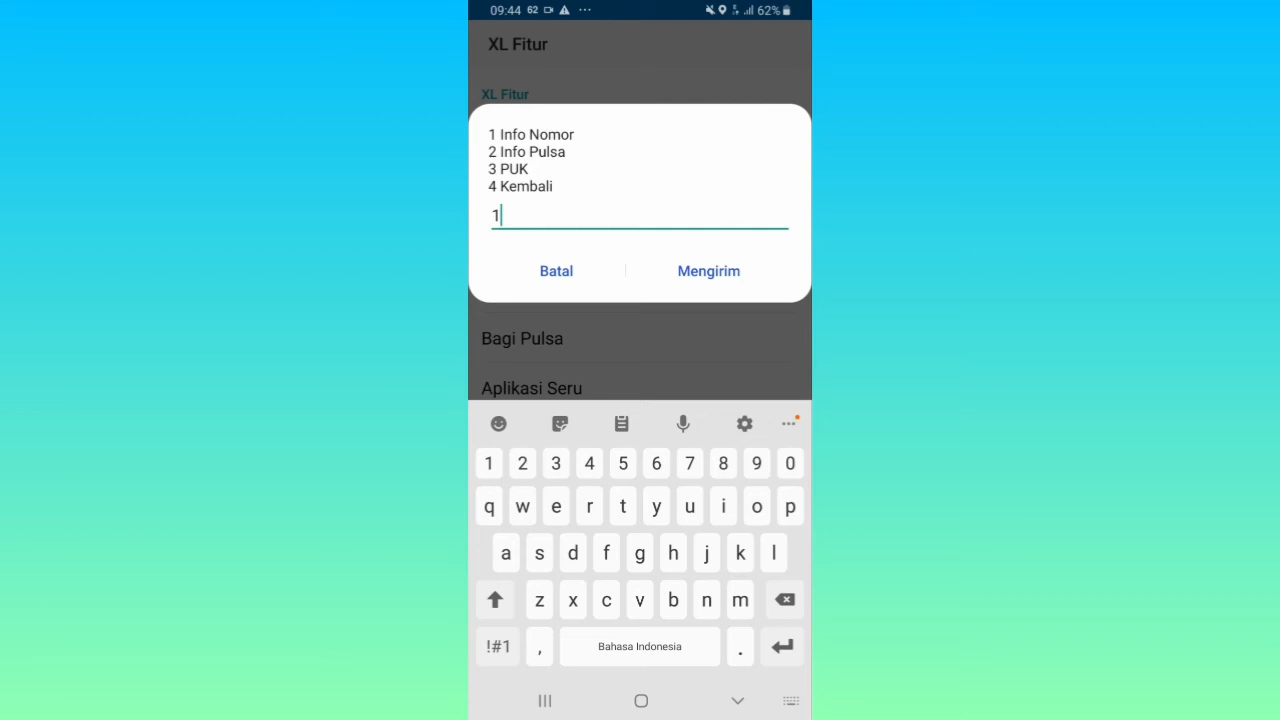 09:44 62 62%
XL Fitur
XL Fitur
1 Info Nomor
2 Info Pulsa
3 PUK
4 Kembali
1
Batal Mengirim
Bagi Pulsa
Aplikasi Seru
1 2 3 4 5 6 7 8 9 0
q w e r t y u i o p
a s d f g h j k l
z x c v b n m
!#1 , Bahasa Indonesia .